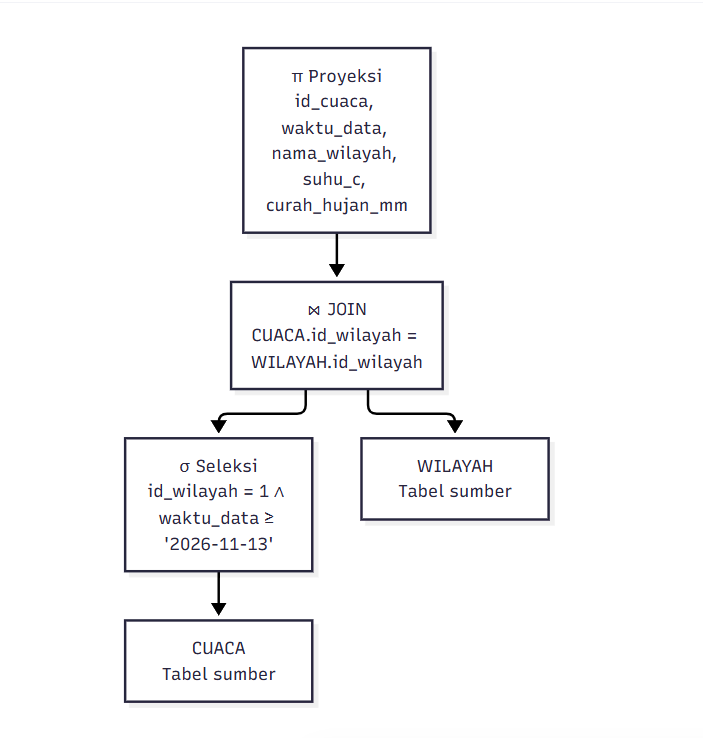 π Proyeksi
id_cuaca,
waktu_data,
nama_wilayah,
suhu_c,
curah_hujan_mm
⋈ JOIN
CUACA.id_wilayah =
WILAYAH.id_wilayah
σ Seleksi
id_wilayah = 1 ∧
waktu_data ≥
'2026-11-13'
WILAYAH
Tabel sumber
CUACA
Tabel sumber